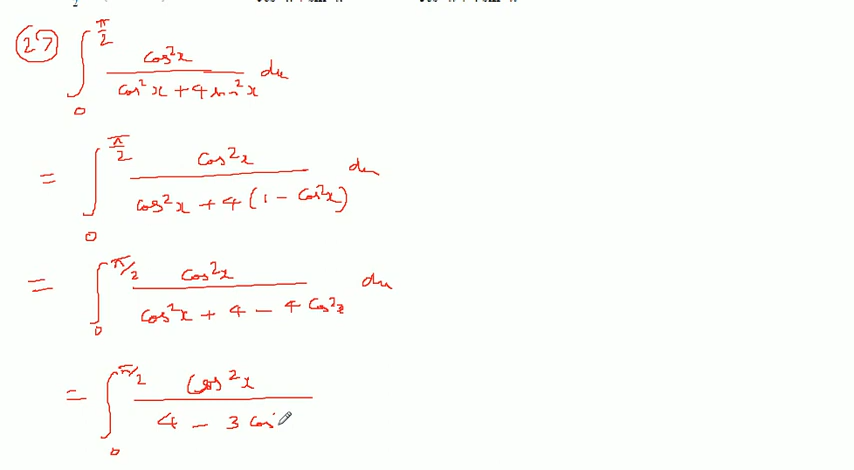 (27) ∫₀^{π/2} cos²x / (cos²x + 4 sin²x) dx
= ∫₀^{π/2} cos²x / (cos²x + 4(1 − cos²x)) dx
= ∫₀^{π/2} cos²x / (cos²x + 4 − 4 cos²x) dx
= ∫₀^{π/2} cos²x / (4 − 3 cos